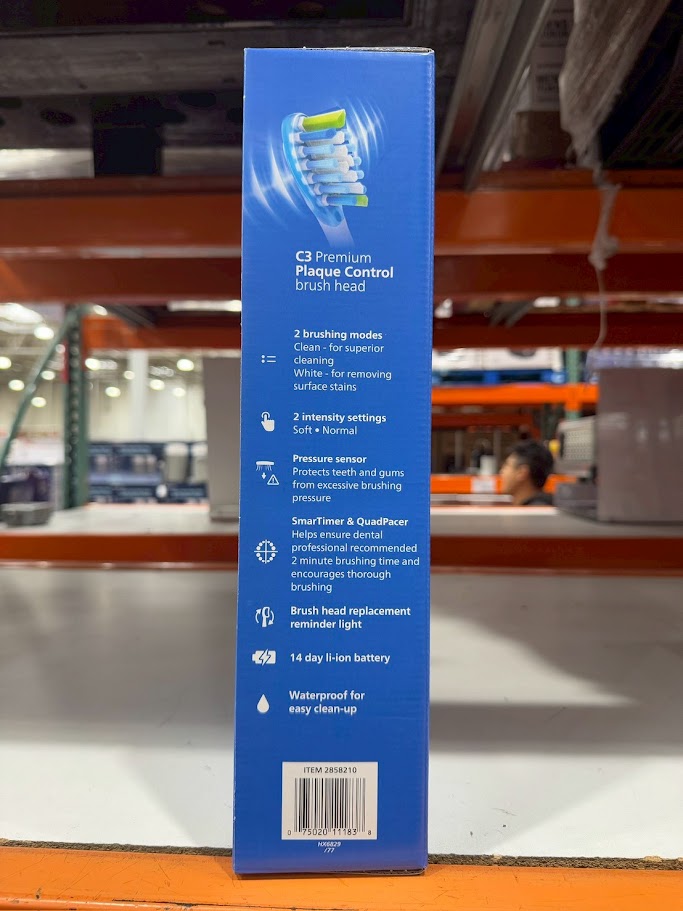 C3 Premium
Plaque Control
brush head
2 brushing modes
Clean - for superior
cleaning
White - for removing
surface stains
2 intensity settings
Soft • Normal
Pressure sensor
Protects teeth and gums
from excessive brushing
pressure
SmarTimer & QuadPacer
Helps ensure dental
professional recommended
2 minute brushing time and
encourages thorough
brushing
Brush head replacement
reminder light
14 day li-ion battery
Waterproof for
easy clean-up
ITEM 2858210
0 75020 11183 8
HX6829
/77